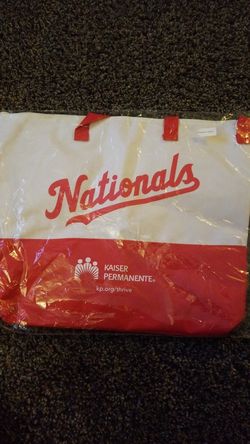 Nationals
KAISER
PERMANENTE®
kp.org/thrive